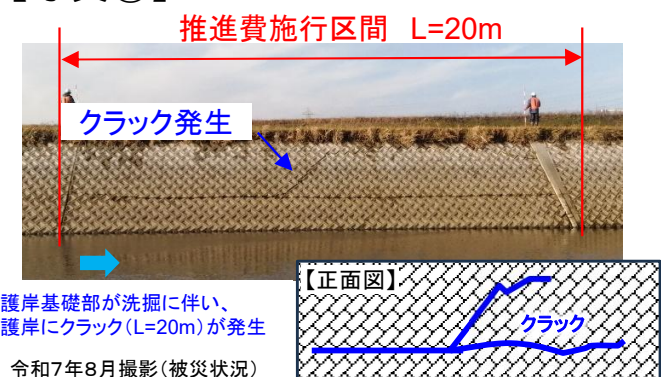 推進費施行区間 L=20m
クラック発生
【正面図】
クラック
護岸基礎部が洗掘に伴い、
護岸にクラック（L=20m）が発生
令和7年8月撮影（被災状況）